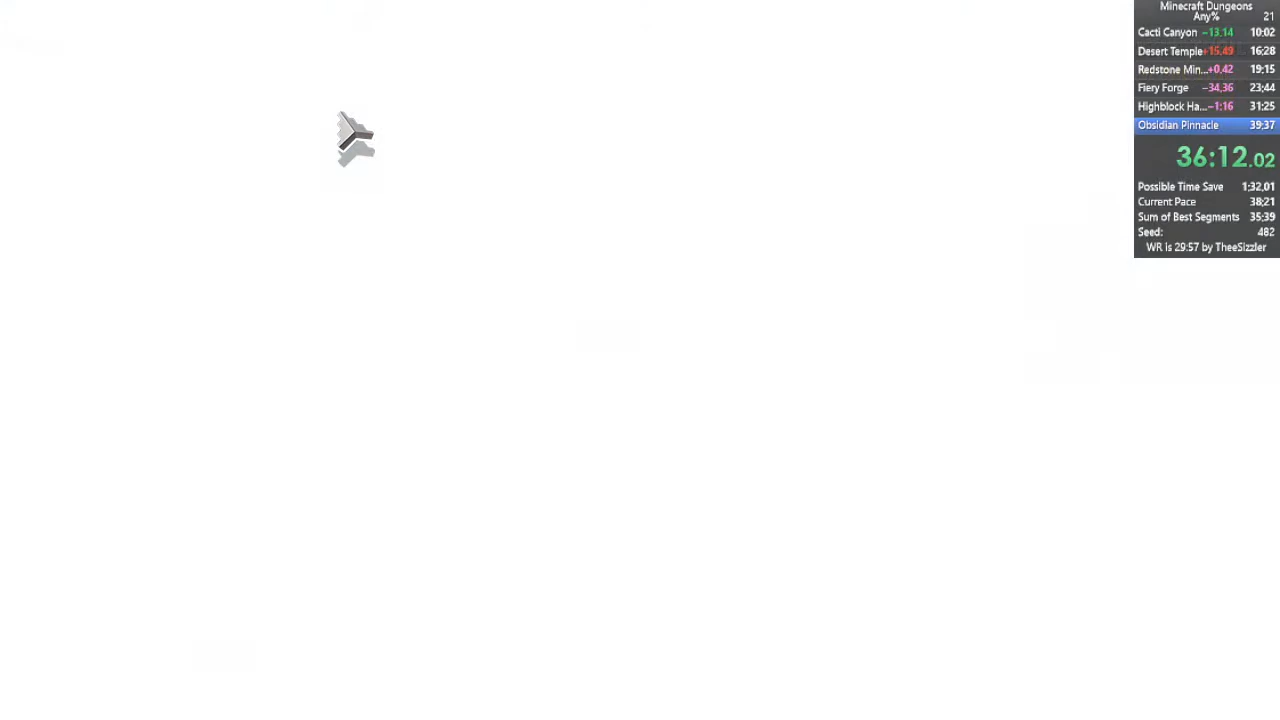 Minecraft Dungeons
Any% 21
Cacti Canyon −13.14 10:02
Desert Temple +15.49 16:28
Redstone Min... +0.42 19:15
Fiery Forge −34.36 23:44
Highblock Ha... −1:16 31:25
Obsidian Pinnacle 39:37
36:12.02
Possible Time Save 1:32.01
Current Pace 38:21
Sum of Best Segments 35:39
Seed: 482
WR is 29:57 by TheeSizzler